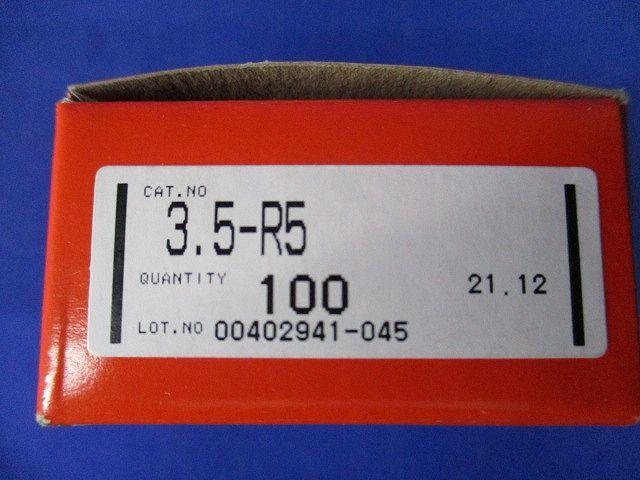 CAT.NO
3.5-R5
QUANTITY 100 21.12
LOT.NO 00402941-045